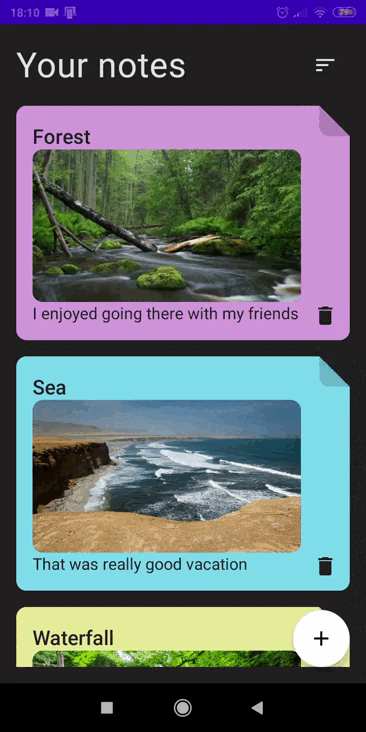 18:10
79
Your notes
Forest
I enjoyed going there with my friends
Sea
That was really good vacation
Waterfall